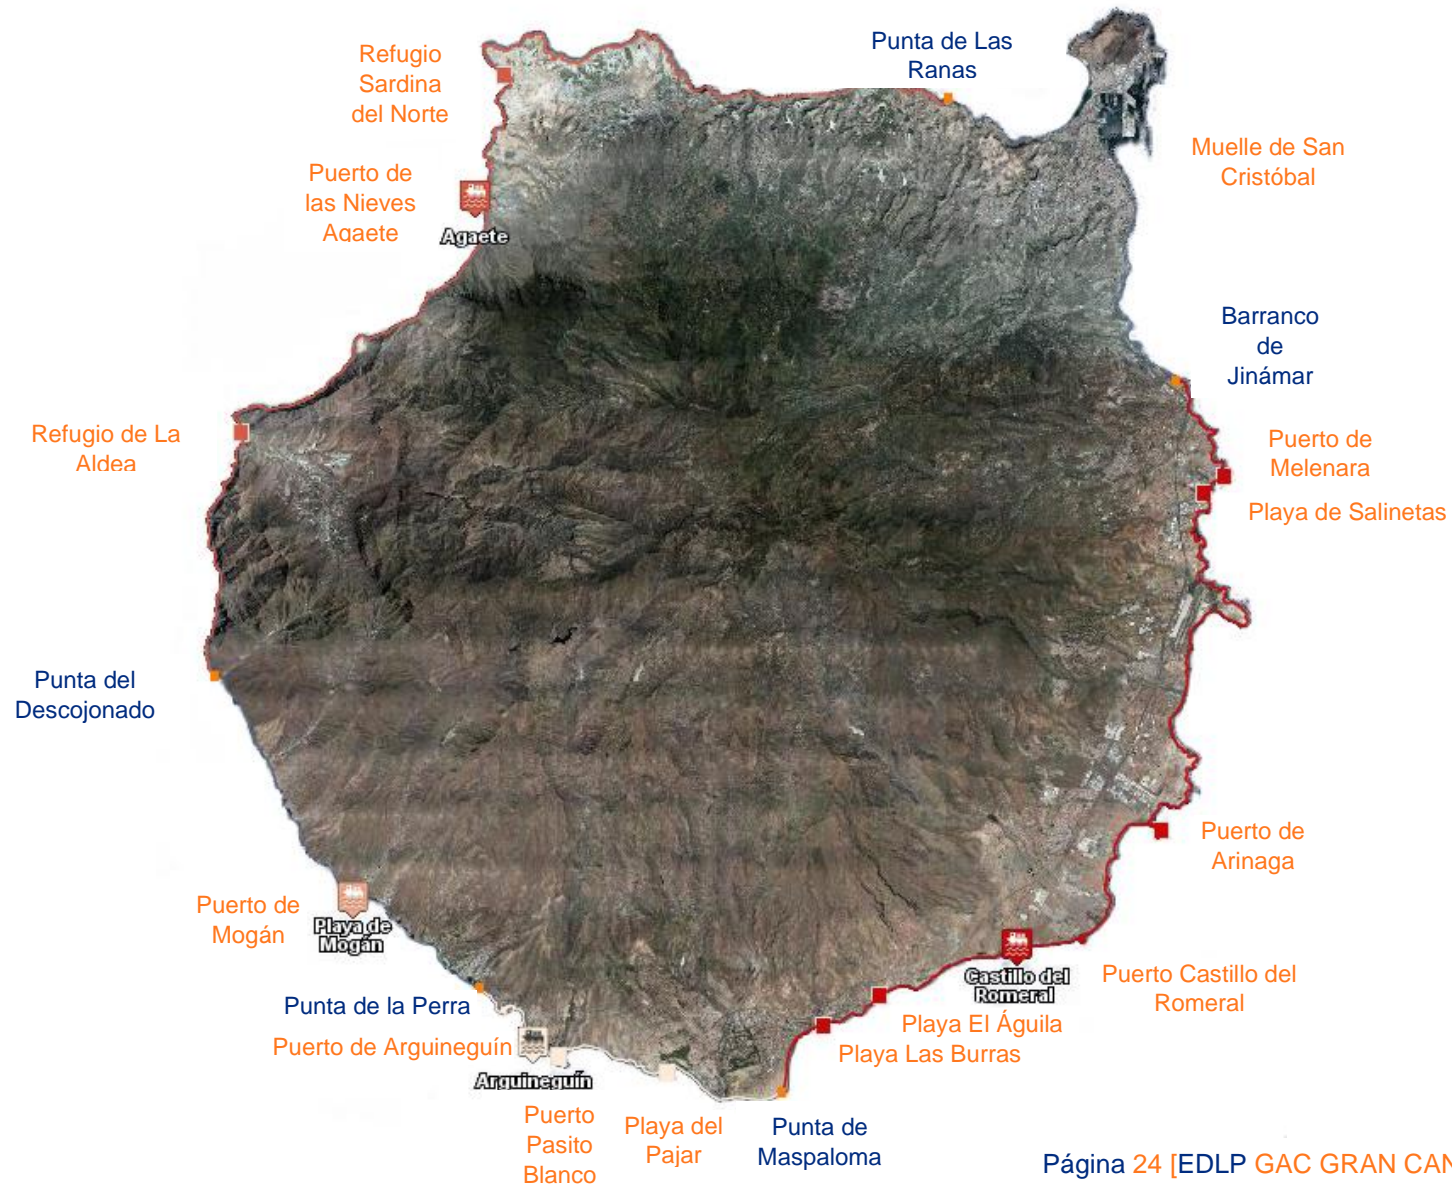 Refugio
Sardina
del Norte
Punta de Las
Ranas
Muelle de San
Cristóbal
Puerto de
las Nieves
Agaete
Agaete
Barranco
de
Jinámar
Refugio de La
Aldea
Puerto de
Melenara
Playa de Salinetas
Punta del
Descojonado
Puerto de
Arinaga
Puerto de
Mogán
Playa de
Mogán
Castillo del
Romeral
Puerto Castillo del
Romeral
Punta de la Perra
Playa El Águila
Puerto de Arguineguín
Playa Las Burras
Arguineguín
Puerto
Pasito
Blanco
Playa del
Pajar
Punta de
Maspaloma
Página 24 [EDLP GAC GRAN CAN